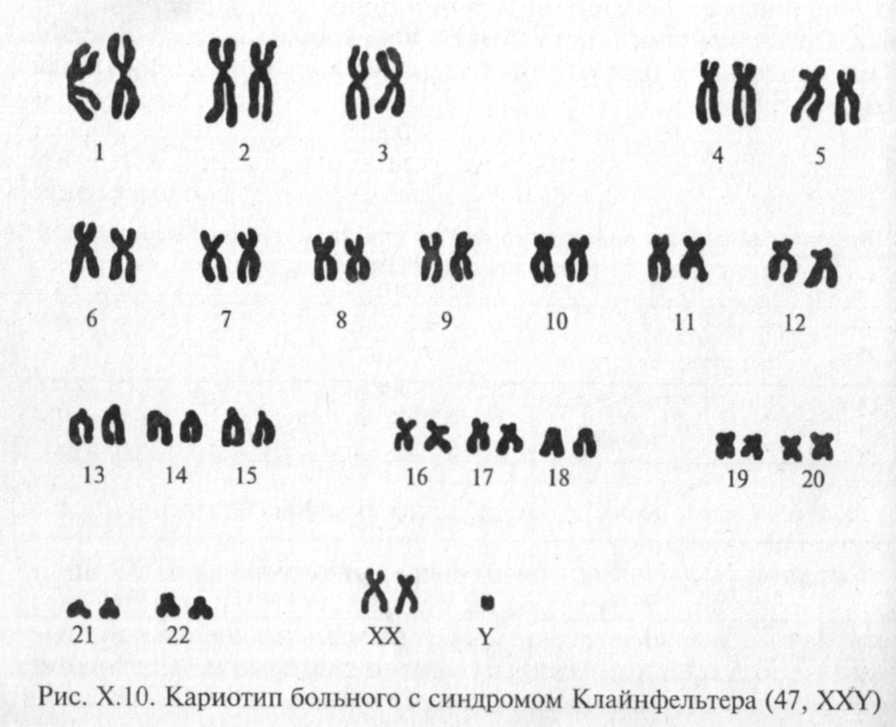 1 2 3 4 5
6 7 8 9 10 11 12
13 14 15 16 17 18 19 20
21 22 XX Y
Рис. X.10. Кариотип больного с синдромом Клайнфельтера (47, XXY)